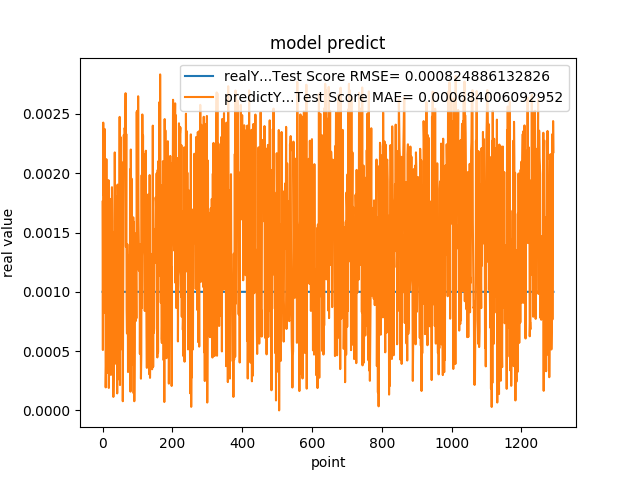 model predict
realY...Test Score RMSE= 0.000824886132826
predictY...Test Score MAE= 0.000684006092952
0.0025
0.0020
0.0015
0.0010
0.0005
0.0000
real value
0 200 400 600 800 1000 1200
point